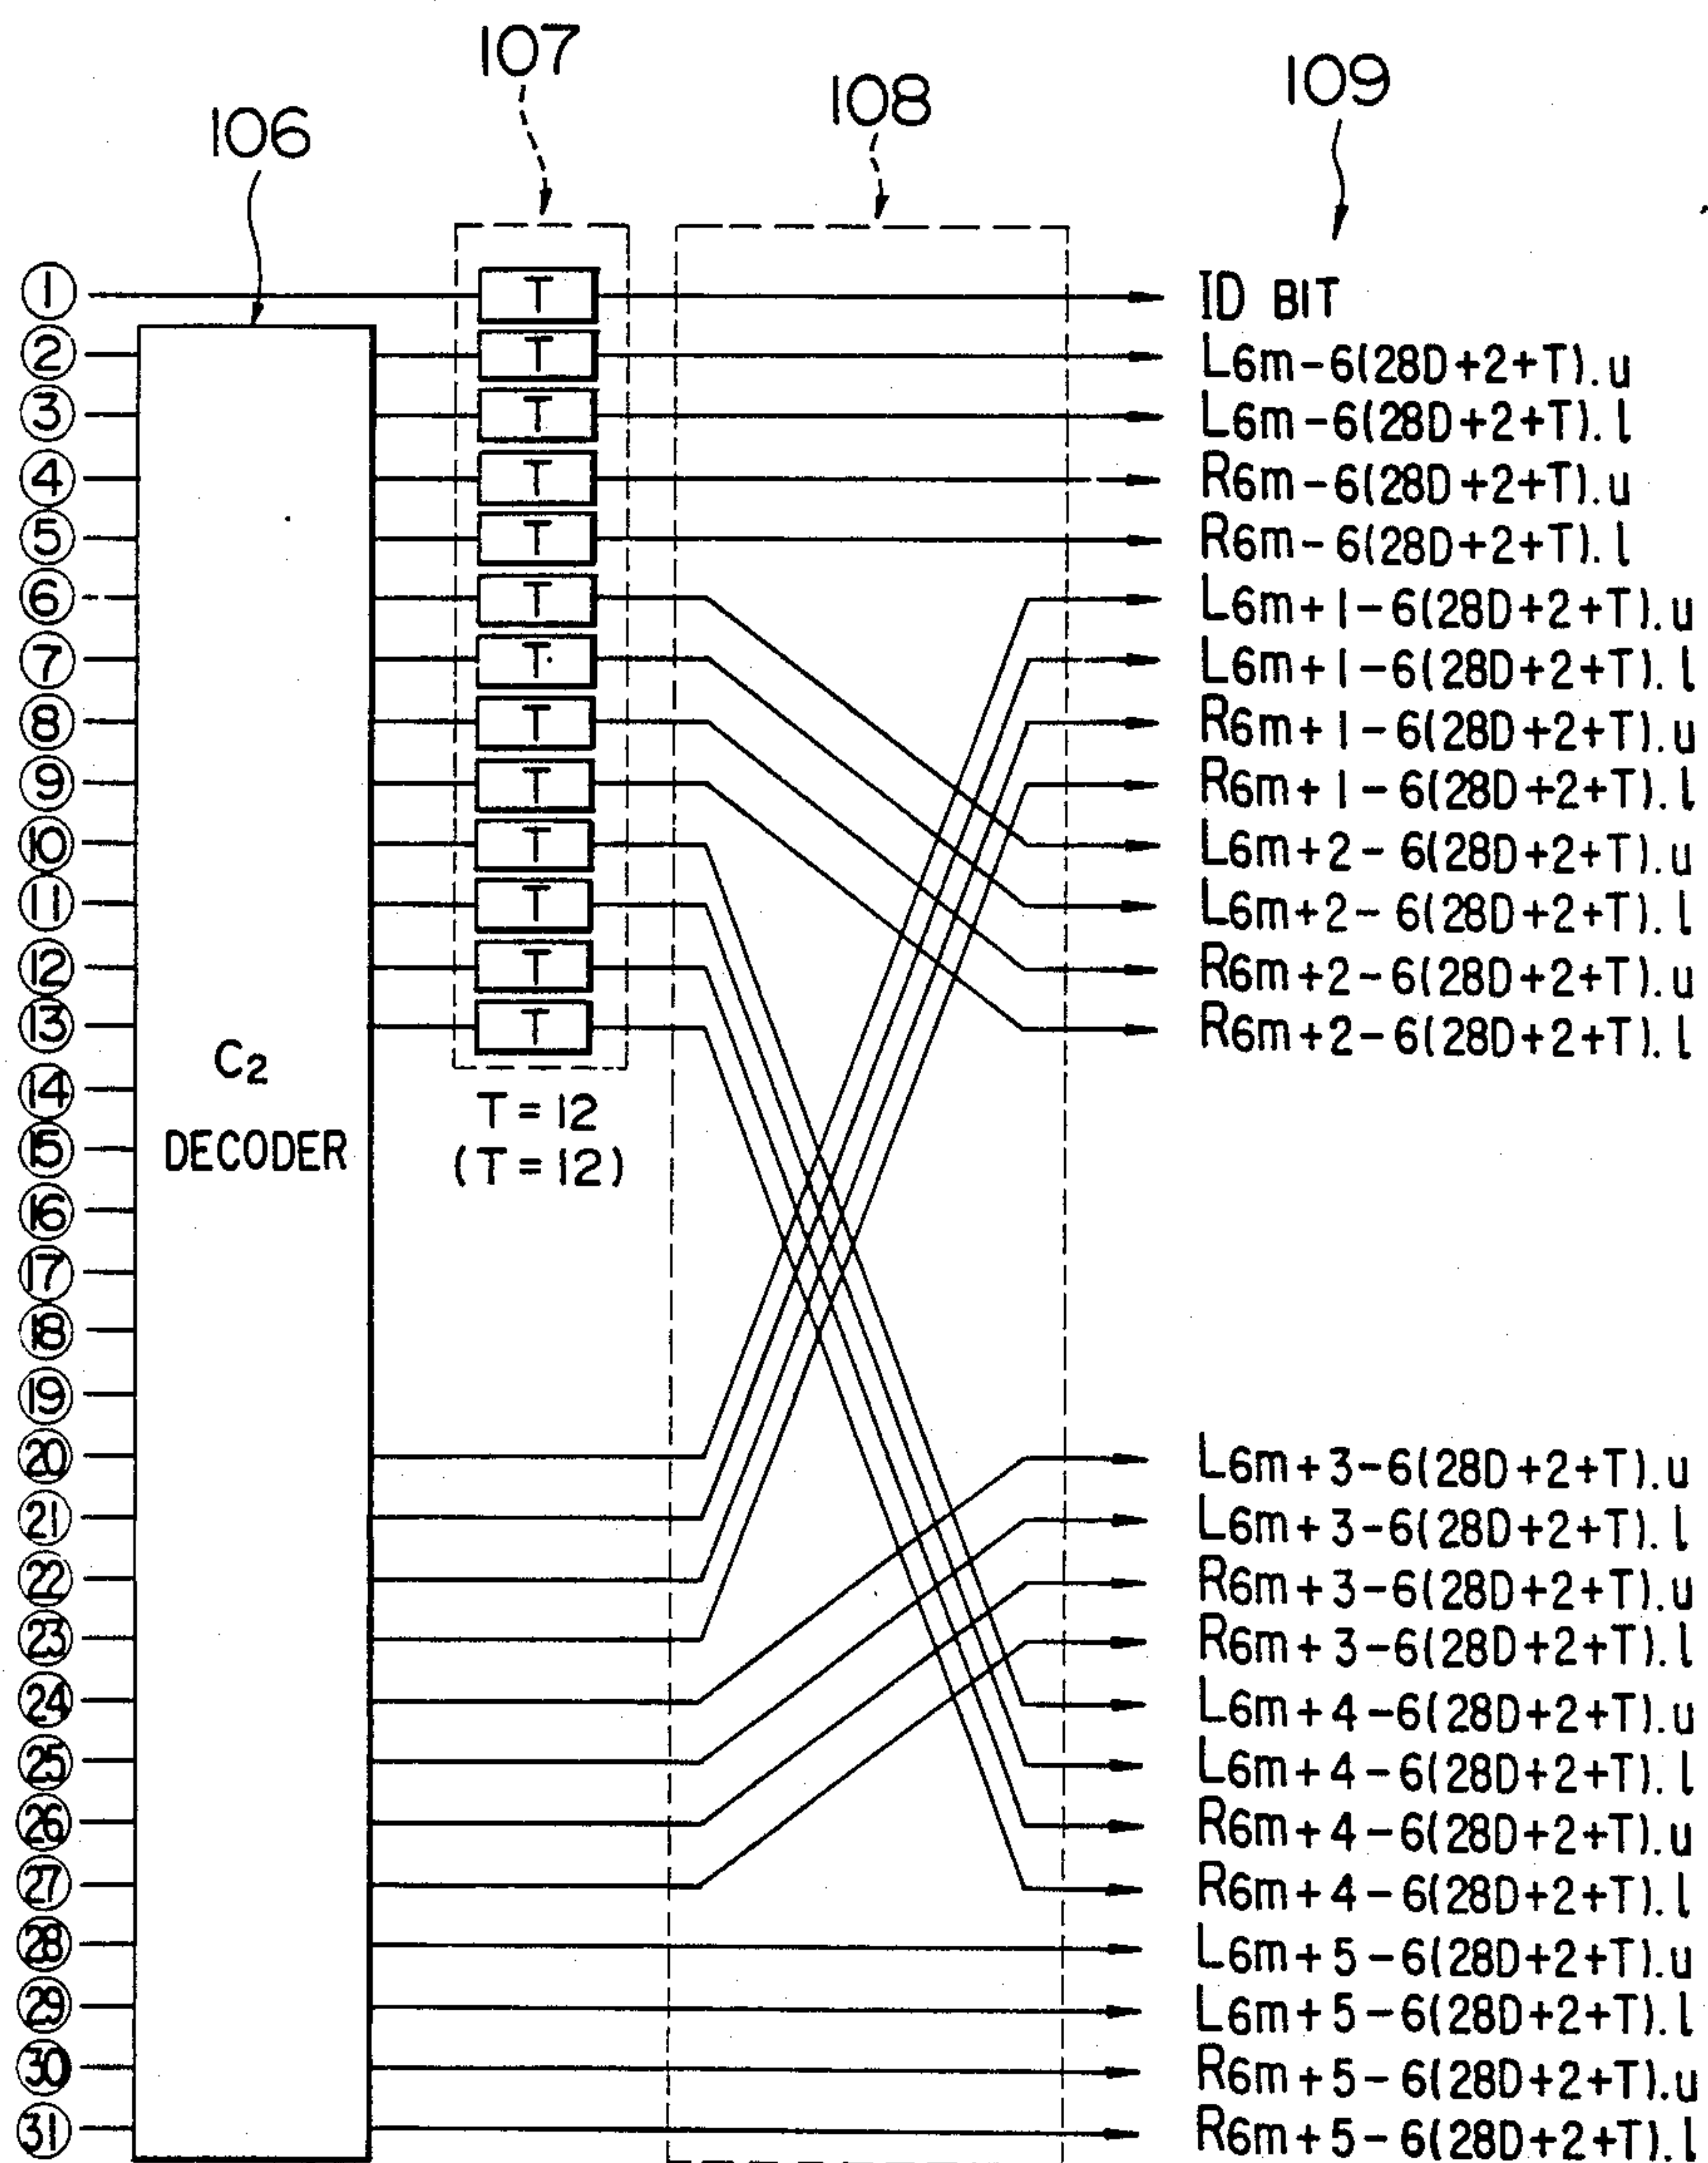 106
107
108
109
① T ID BIT
② T L6m-6(28D+2+T).u
③ T L6m-6(28D+2+T).l
④ T R6m-6(28D+2+T).u
⑤ T R6m-6(28D+2+T).l
⑥ T L6m+1-6(28D+2+T).u
⑦ T L6m+1-6(28D+2+T).l
⑧ T R6m+1-6(28D+2+T).u
⑨ T R6m+1-6(28D+2+T).l
⑩ T L6m+2-6(28D+2+T).u
⑪ T L6m+2-6(28D+2+T).l
⑫ T R6m+2-6(28D+2+T).u
⑬ T R6m+2-6(28D+2+T).l
C2
DECODER
T=12
(T=12)
⑭
⑮
⑯
⑰
⑱
⑲
⑳ L6m+3-6(28D+2+T).u
㉑ L6m+3-6(28D+2+T).l
㉒ R6m+3-6(28D+2+T).u
㉓ R6m+3-6(28D+2+T).l
㉔ L6m+4-6(28D+2+T).u
㉕ L6m+4-6(28D+2+T).l
㉖ R6m+4-6(28D+2+T).u
㉗ R6m+4-6(28D+2+T).l
㉘ L6m+5-6(28D+2+T).u
㉙ L6m+5-6(28D+2+T).l
㉚ R6m+5-6(28D+2+T).u
㉛ R6m+5-6(28D+2+T).l